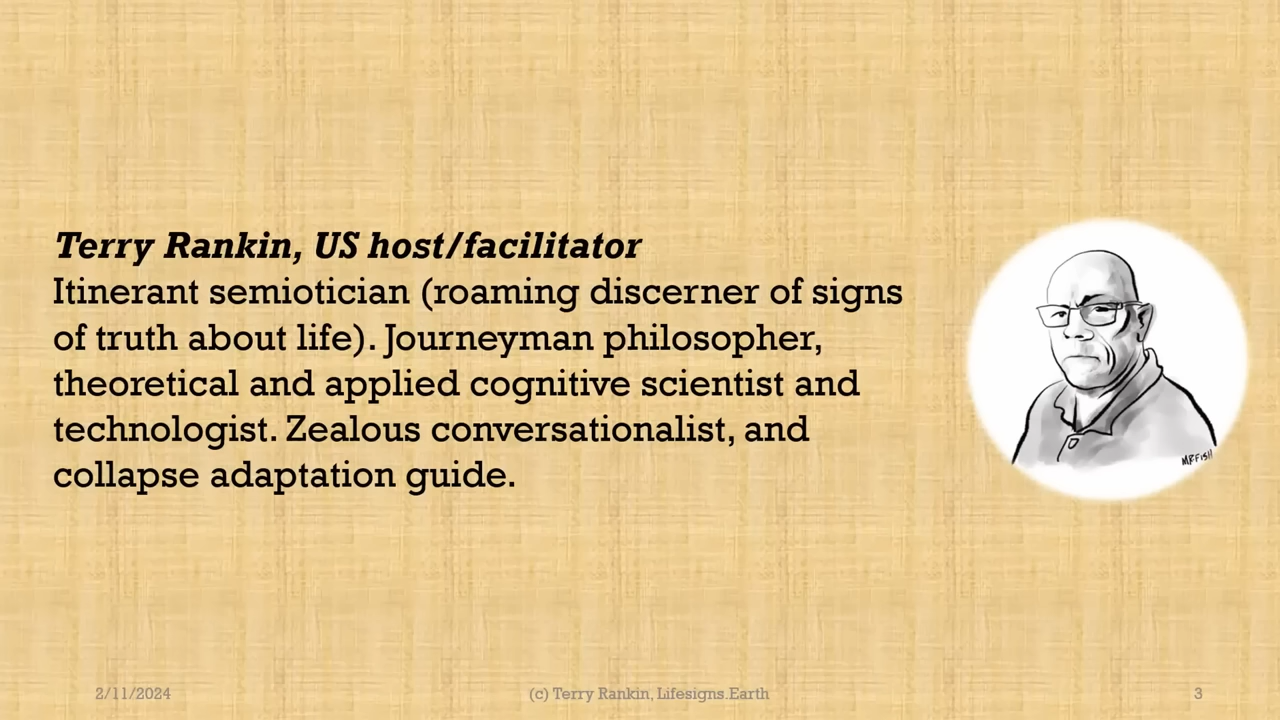 Terry Rankin, US host/facilitator
Itinerant semiotician (roaming discerner of signs
of truth about life). Journeyman philosopher,
theoretical and applied cognitive scientist and
technologist. Zealous conversationalist, and
collapse adaptation guide.
MR.FISH
2/11/2024
(c) Terry Rankin, Lifesigns.Earth
3